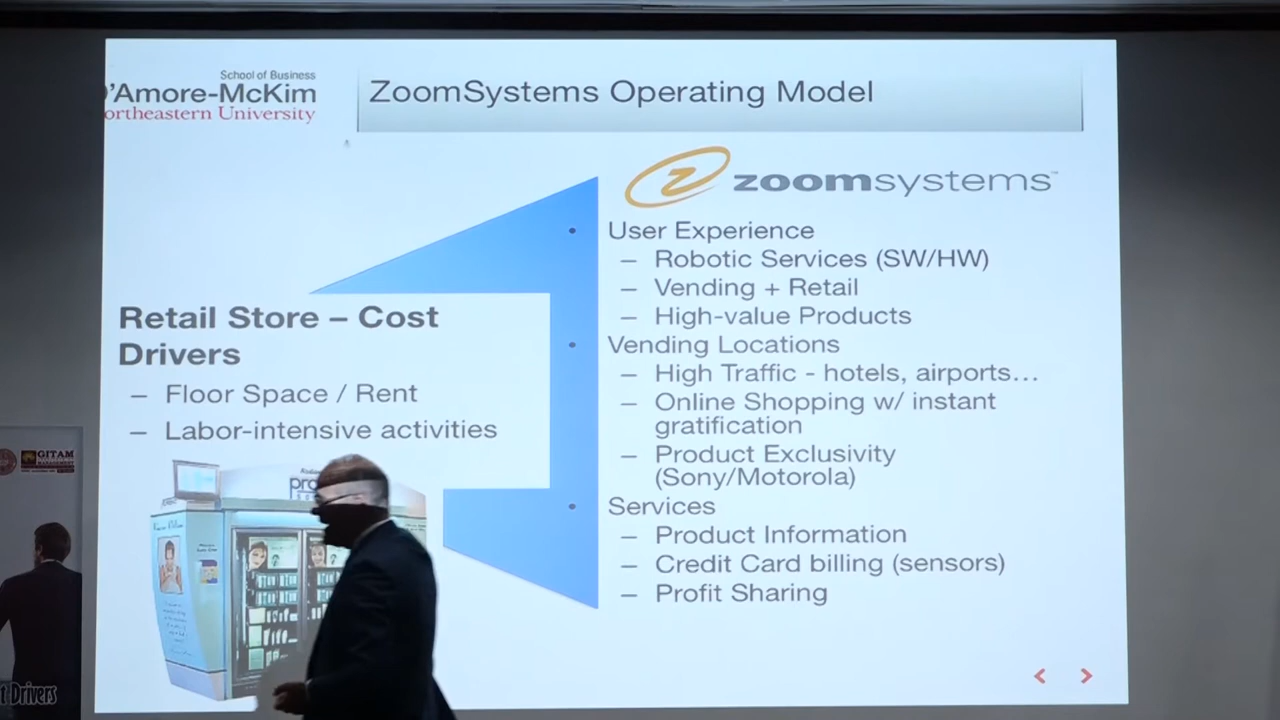 School of Business
'Amore-McKim
ortheastern University
ZoomSystems Operating Model
zoomsystems™
• User Experience
– Robotic Services (SW/HW)
– Vending + Retail
– High-value Products
• Vending Locations
– High Traffic - hotels, airports…
– Online Shopping w/ instant
gratification
– Product Exclusivity
(Sony/Motorola)
• Services
– Product Information
– Credit Card billing (sensors)
– Profit Sharing
Retail Store – Cost
Drivers
– Floor Space / Rent
– Labor-intensive activities
GITAM
t Drivers